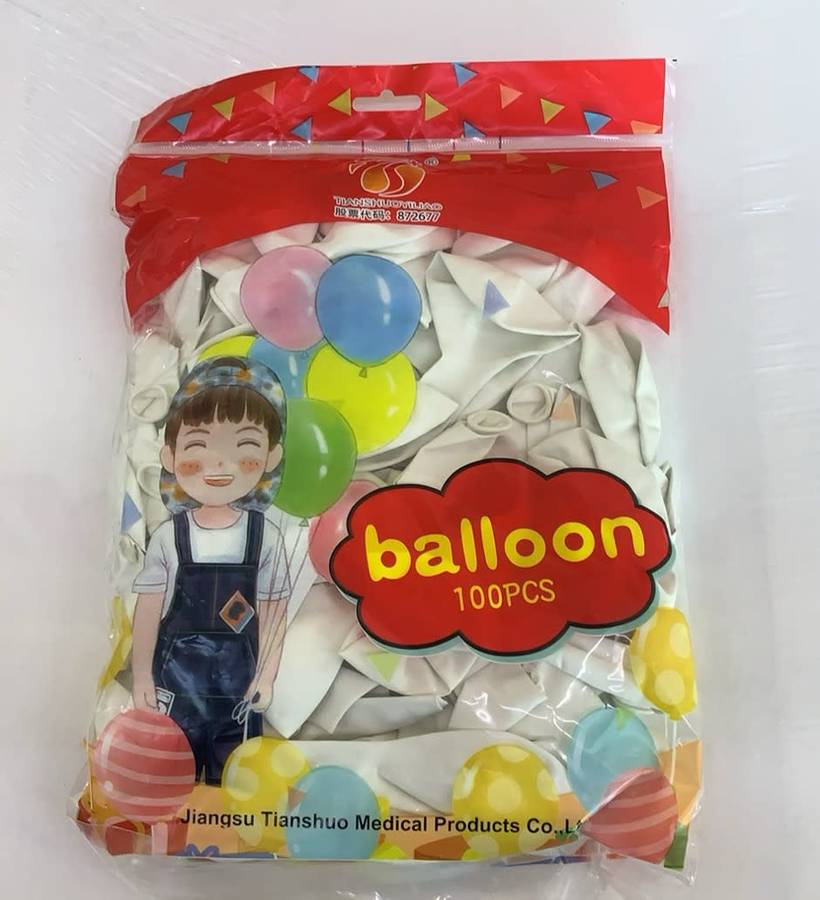 ®
TIANSHUOYILIAO
股票代码：872677
balloon
100PCS
Jiangsu Tianshuo Medical Products Co.,Lt